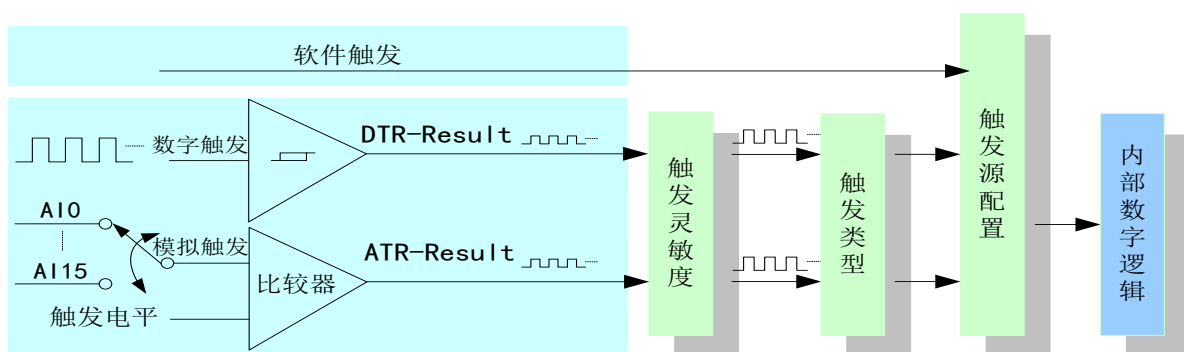 软件触发
数字触发
DTR-Result
AI0
模拟触发
AI15
触发电平
比较器
ATR-Result
触发灵敏度
触发类型
触发源配置
内部数字逻辑